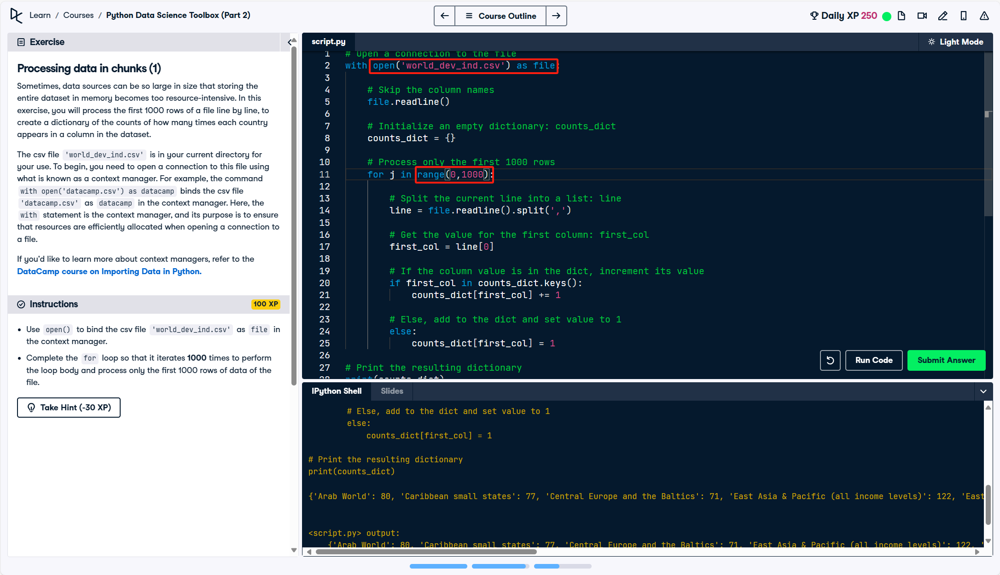 Learn / Courses / Python Data Science Toolbox (Part 2)
Course Outline
Daily XP 250
Exercise
Processing data in chunks (1)
Sometimes, data sources can be so large in size that storing the
entire dataset in memory becomes too resource-intensive. In this
exercise, you will process the first 1000 rows of a file line by line, to
create a dictionary of the counts of how many times each country
appears in a column in the dataset.
The csv file 'world_dev_ind.csv' is in your current directory for
your use. To begin, you need to open a connection to this file using
what is known as a context manager. For example, the command
with open('datacamp.csv') as datacamp binds the csv file
'datacamp.csv' as datacamp in the context manager. Here, the
with statement is the context manager, and its purpose is to ensure
that resources are efficiently allocated when opening a connection to
a file.
If you'd like to learn more about context managers, refer to the
DataCamp course on Importing Data in Python.
Instructions
100 XP
• Use open() to bind the csv file 'world_dev_ind.csv' as file in
the context manager.
• Complete the for loop so that it iterates 1000 times to perform
the loop body and process only the first 1000 rows of data of the
file.
Take Hint (-30 XP)
script.py
Light Mode
1 # Open a connection to the file
2 with open('world_dev_ind.csv') as file:
3
4 # Skip the column names
5 file.readline()
6
7 # Initialize an empty dictionary: counts_dict
8 counts_dict = {}
9
10 # Process only the first 1000 rows
11 for j in range(0,1000):
12
13 # Split the current line into a list: line
14 line = file.readline().split(',')
15
16 # Get the value for the first column: first_col
17 first_col = line[0]
18
19 # If the column value is in the dict, increment its value
20 if first_col in counts_dict.keys():
21 counts_dict[first_col] += 1
22
23 # Else, add to the dict and set value to 1
24 else:
25 counts_dict[first_col] = 1
26
27 # Print the resulting dictionary
28 print(counts_dict)
Run Code
Submit Answer
IPython Shell
Slides
# Else, add to the dict and set value to 1
else:
counts_dict[first_col] = 1
# Print the resulting dictionary
print(counts_dict)
{'Arab World': 80, 'Caribbean small states': 77, 'Central Europe and the Baltics': 71, 'East Asia & Pacific (all income levels)': 122, 'East
<script.py> output:
{'Arab World': 80, 'Caribbean small states': 77, 'Central Europe and the Baltics': 71, 'East Asia & Pacific (all income levels)': 122, '